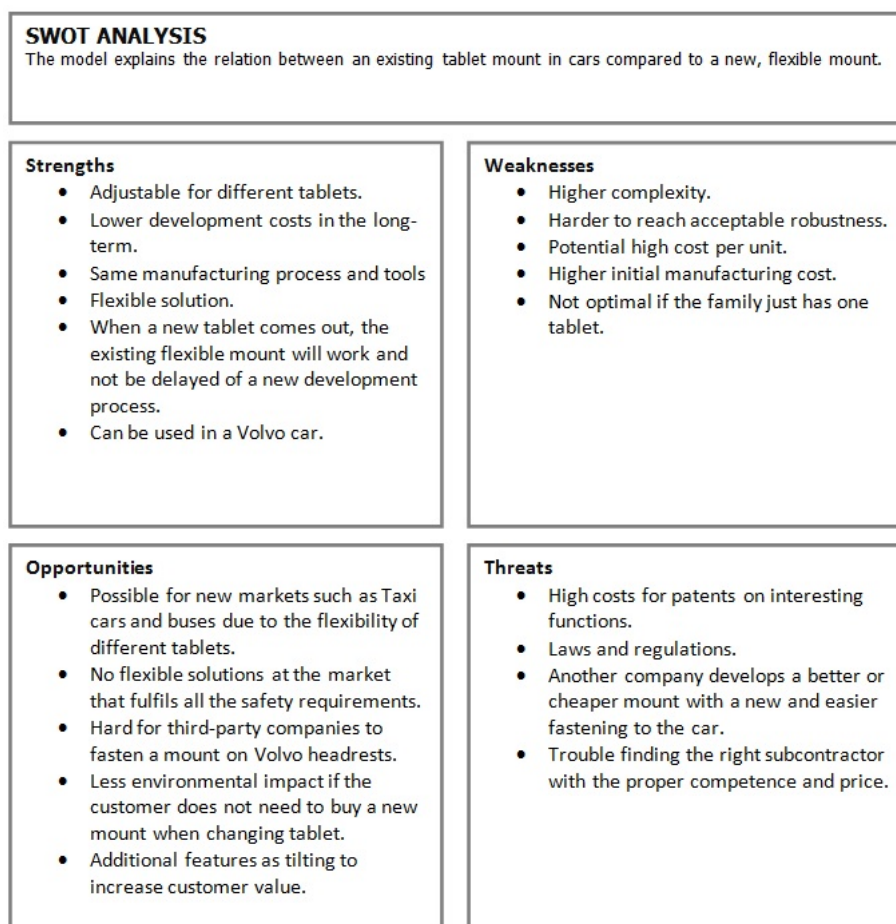 SWOT ANALYSIS
The model explains the relation between an existing tablet mount in cars compared to a new, flexible mount.
Strengths
• Adjustable for different tablets.
• Lower development costs in the long-
term.
• Same manufacturing process and tools
• Flexible solution.
• When a new tablet comes out, the
existing flexible mount will work and
not be delayed of a new development
process.
• Can be used in a Volvo car.
Weaknesses
• Higher complexity.
• Harder to reach acceptable robustness.
• Potential high cost per unit.
• Higher initial manufacturing cost.
• Not optimal if the family just has one
tablet.
Opportunities
• Possible for new markets such as Taxi
cars and buses due to the flexibility of
different tablets.
• No flexible solutions at the market
that fulfils all the safety requirements.
• Hard for third-party companies to
fasten a mount on Volvo headrests.
• Less environmental impact if the
customer does not need to buy a new
mount when changing tablet.
• Additional features as tilting to
increase customer value.
Threats
• High costs for patents on interesting
functions.
• Laws and regulations.
• Another company develops a better or
cheaper mount with a new and easier
fastening to the car.
• Trouble finding the right subcontractor
with the proper competence and price.